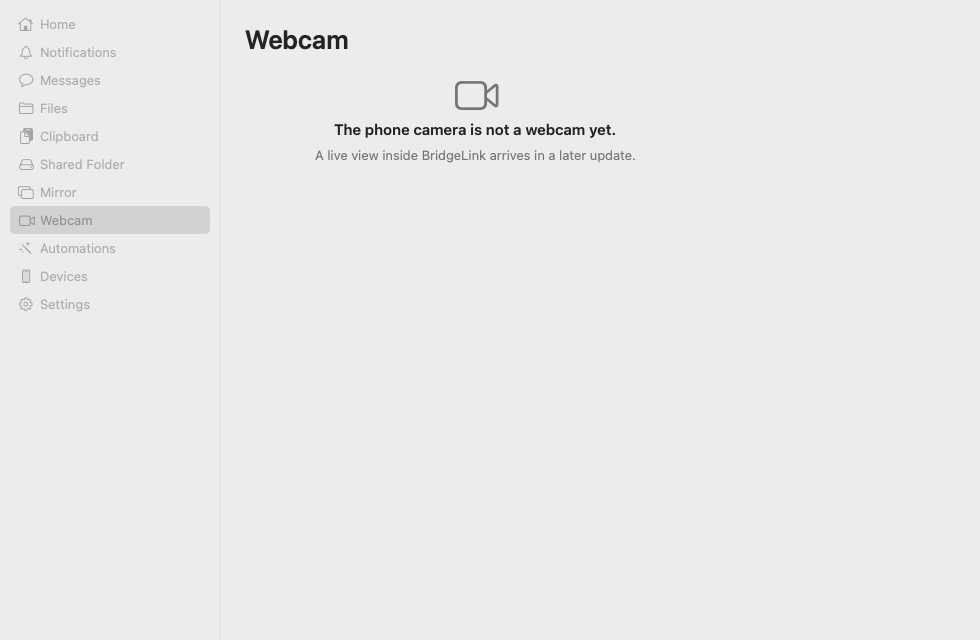 Home
Notifications
Messages
Files
Clipboard
Shared Folder
Mirror
Webcam
Automations
Devices
Settings
Webcam
The phone camera is not a webcam yet.
A live view inside BridgeLink arrives in a later update.